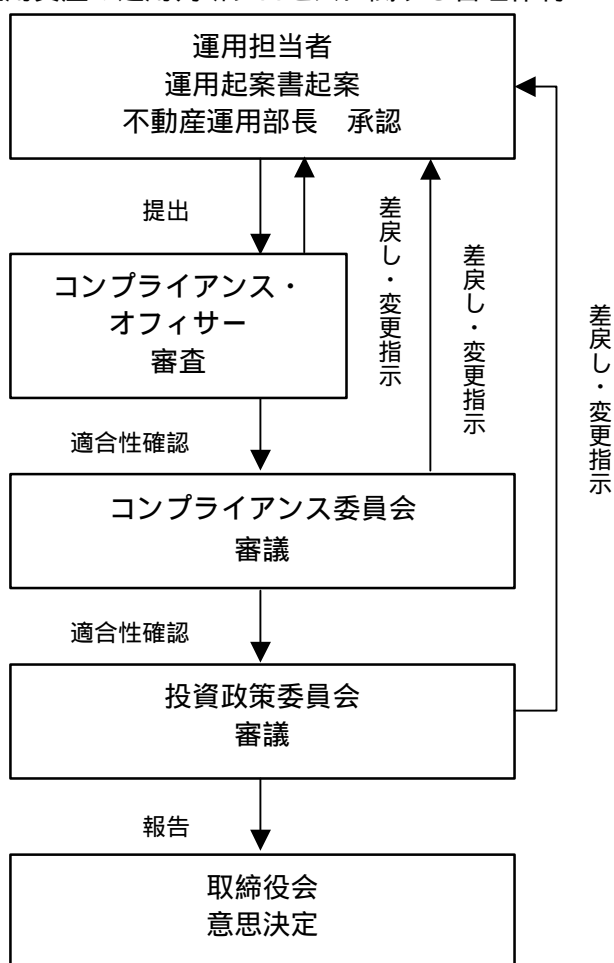 運用担当者
運用起案書起案
不動産運用部長　承認
提出
差戻し・変更指示
差戻し・変更指示
差戻し・変更指示
コンプライアンス・
オフィサー
審査
適合性確認
コンプライアンス委員会
審議
適合性確認
投資政策委員会
審議
報告
取締役会
意思決定